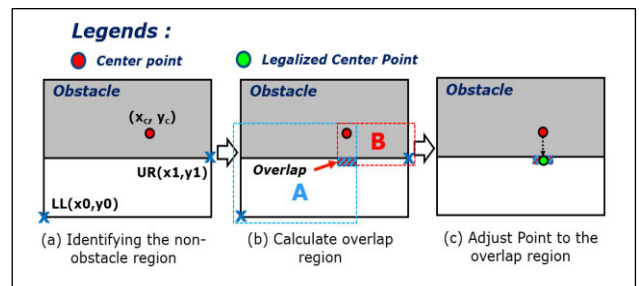 Legends :
Center point
Legalized Center Point
Obstacle
(xc, yc)
UR(x1,y1)
LL(x0,y0)
(a) Identifying the non-
obstacle region
Obstacle
B
Overlap
A
(b) Calculate overlap
region
Obstacle
(c) Adjust Point to the
overlap region